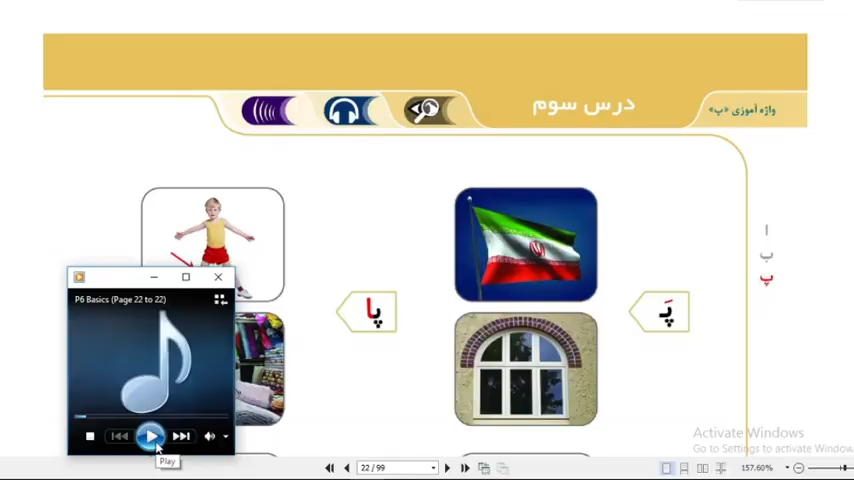 درس سوم
واژه آموزی «پ»
ا
ب
پ
پَ
پا
P6 Basics (Page 22 to 22)
Play
22 / 99
157.60%
Activate Windows
Go to Settings to activate Window